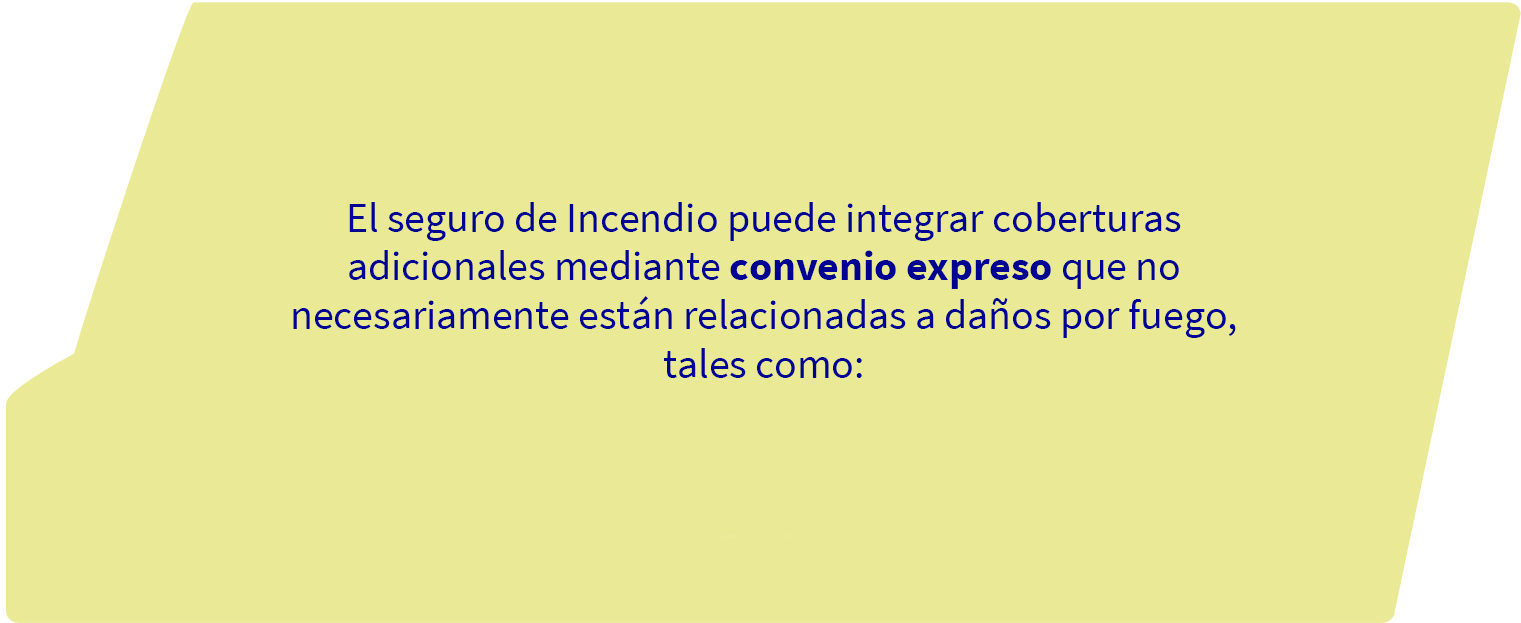 El seguro de Incendio puede integrar coberturas
adicionales mediante convenio expreso que no
necesariamente están relacionadas a daños por fuego,
tales como: